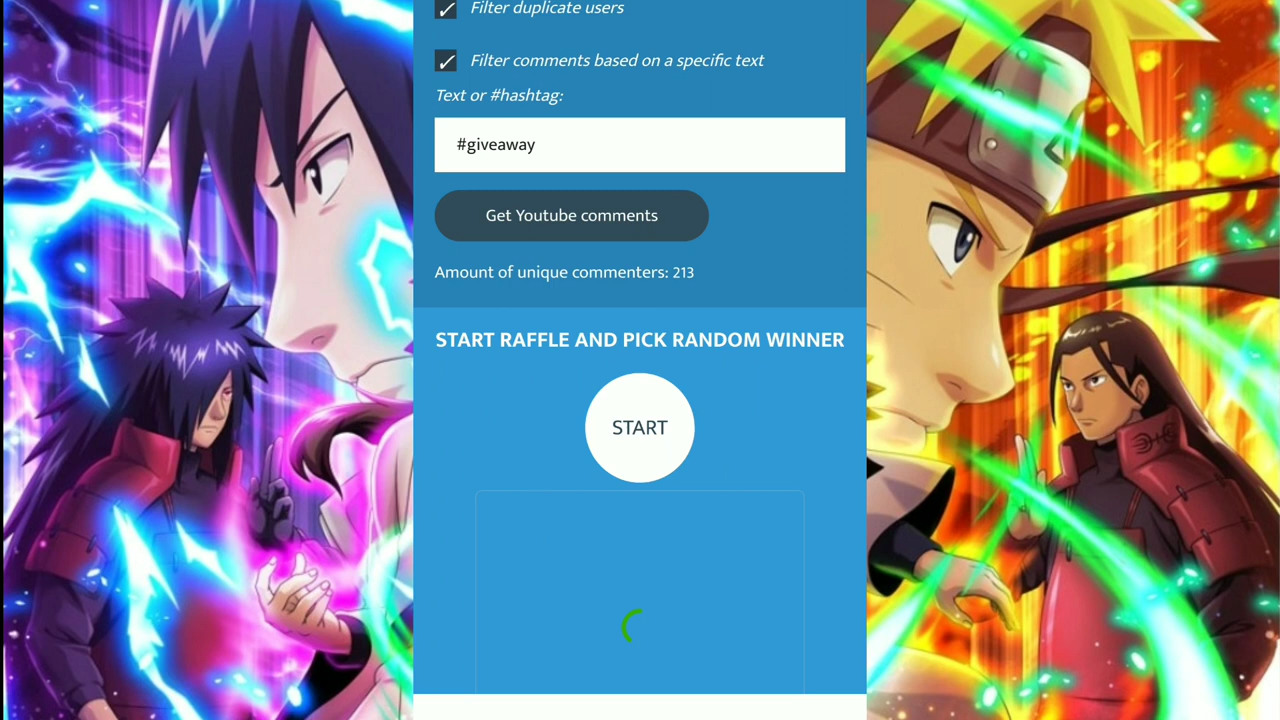 Filter duplicate users
Filter comments based on a specific text
Text or #hashtag:
#giveaway
Get Youtube comments
Amount of unique commenters: 213
START RAFFLE AND PICK RANDOM WINNER
START